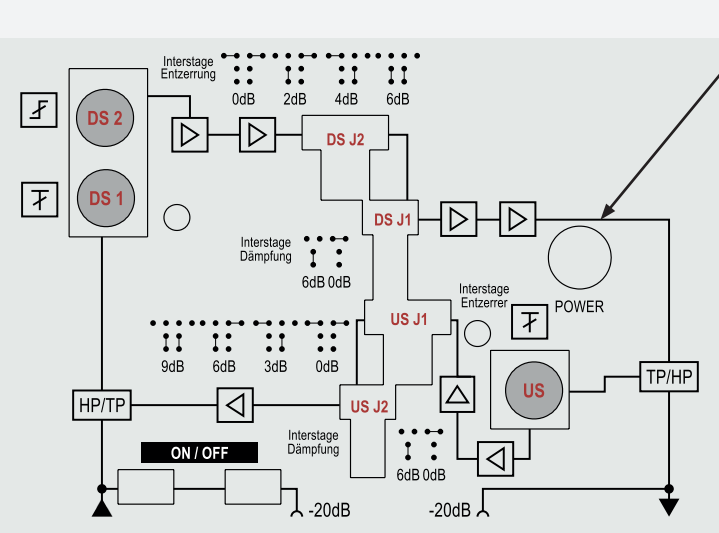 Interstage
Entzerrung
0dB 2dB 4dB 6dB
DS 2
DS J2
DS 1
DS J1
Interstage
Dämpfung
6dB 0dB
Interstage
Entzerrer
POWER
US J1
9dB 6dB 3dB 0dB
TP/HP
US
HP/TP
US J2
Interstage
Dämpfung
ON / OFF
6dB 0dB
-20dB
-20dB